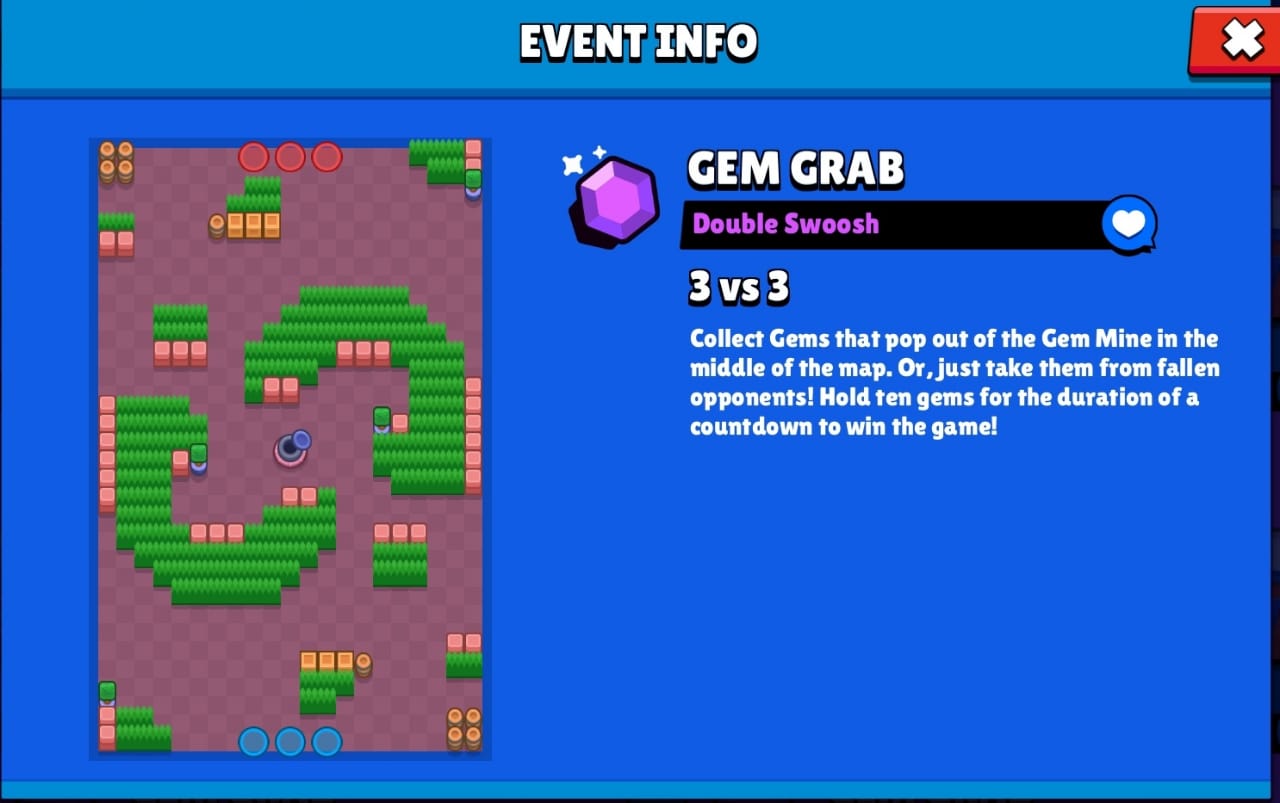 EVENT INFO
GEM GRAB
Double Swoosh
3 vs 3
Collect Gems that pop out of the Gem Mine in the
middle of the map. Or, just take them from fallen
opponents! Hold ten gems for the duration of a
countdown to win the game!